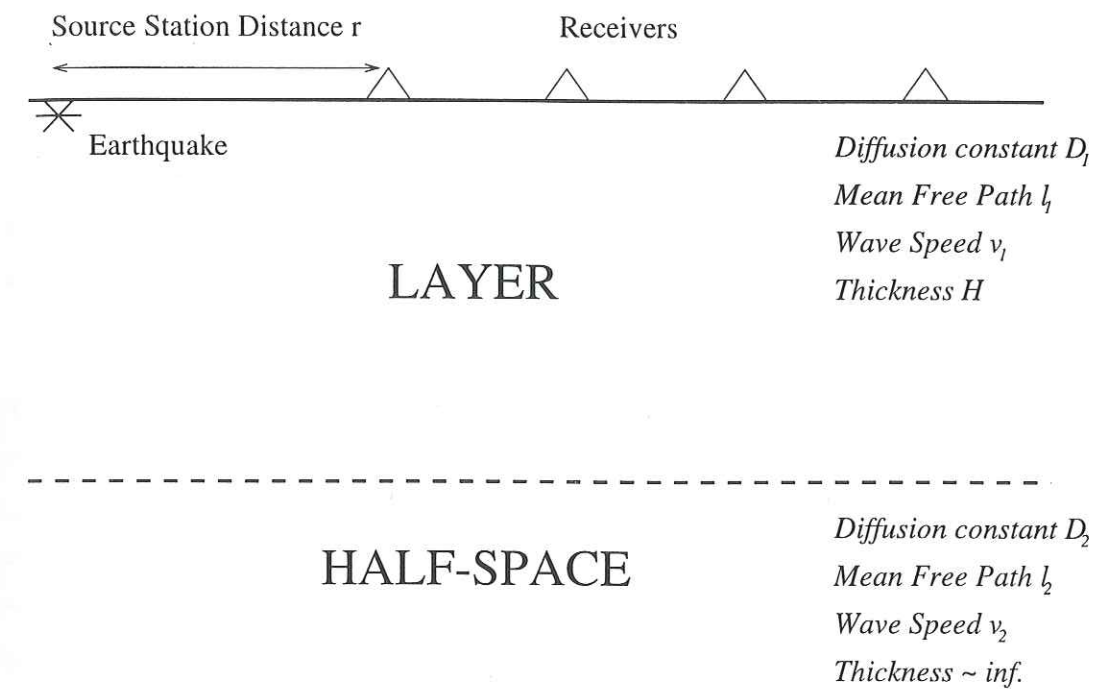 Source Station Distance r
Receivers
Earthquake
Diffusion constant D₁
Mean Free Path l₁
Wave Speed v₁
Thickness H
LAYER
Diffusion constant D₂
Mean Free Path l₂
Wave Speed v₂
Thickness ~ inf.
HALF-SPACE